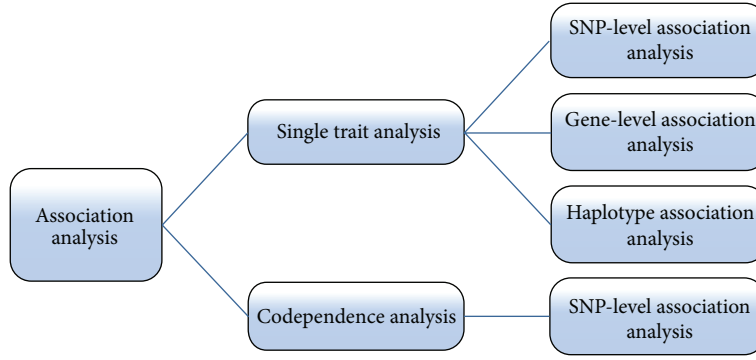 SNP-level association
analysis
Single trait analysis
Gene-level association
analysis
Association
analysis
Haplotype association
analysis
Codependence analysis
SNP-level association
analysis